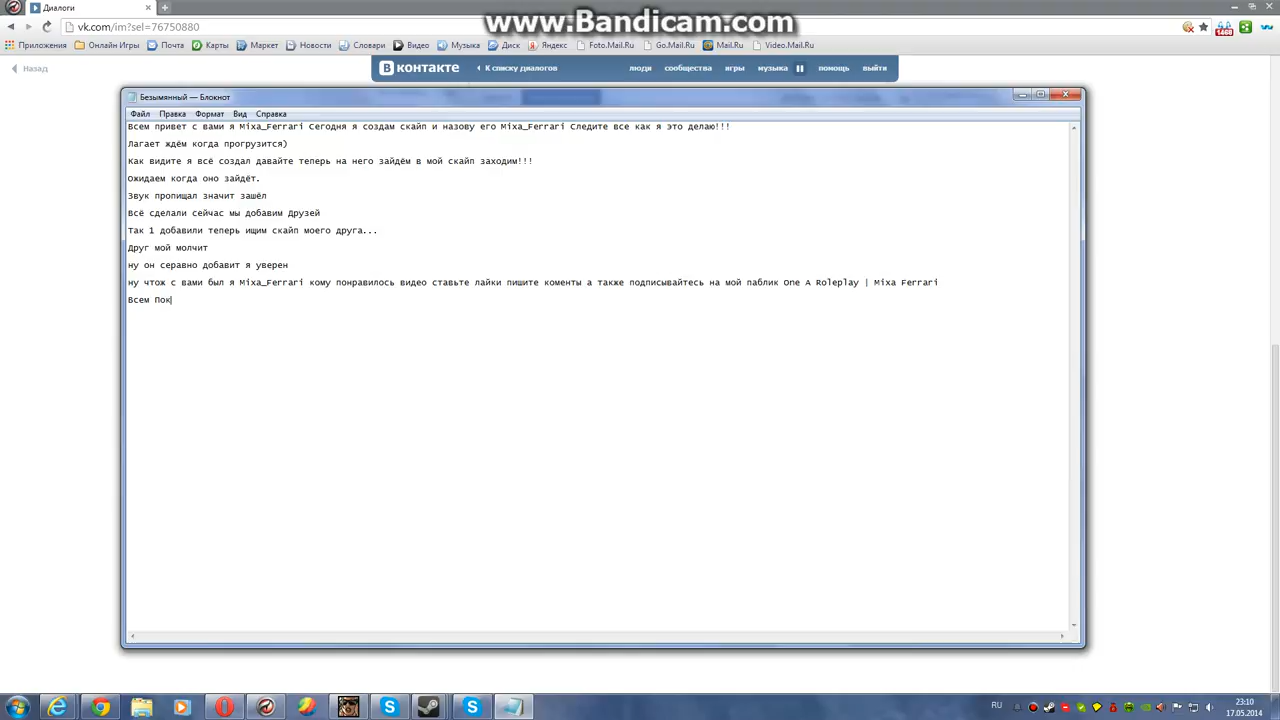 Диалоги
www.Bandicam.com
vk.com/im?sel=76750880
1460
Приложения Онлайн Игры Почта Карты Маркет Новости Словари Видео Музыка Диск Яндекс Foto.Mail.Ru Go.Mail.Ru Mail.Ru Video.Mail.Ru
Назад
В контакте К списку диалогов люди сообщества игры музыка помощь выйти
Безымянный — Блокнот
Файл Правка Формат Вид Справка
Всем привет с вами я Mixa_Ferrari Сегодня я создам скайп и назову его Mixa_Ferrari Следите все как я это делаю!!!
Лагает ждём когда прогрузится)
Как видите я всё создал давайте теперь на него зайдём в мой скайп заходим!!!
Ожидаем когда оно зайдёт.
Звук пропищал значит зашёл
Всё сделали сейчас мы добавим Друзей
Так 1 добавили теперь ищим скайп моего друга...
Друг мой молчит
ну он серавно добавит я уверен
ну чтож с вами был я Mixa_Ferrari кому понравилось видео ставьте лайки пишите коменты а также подписывайтесь на мой паблик One A Roleplay | Mixa Ferrari
Всем Пок
RU
23:10
17.05.2014